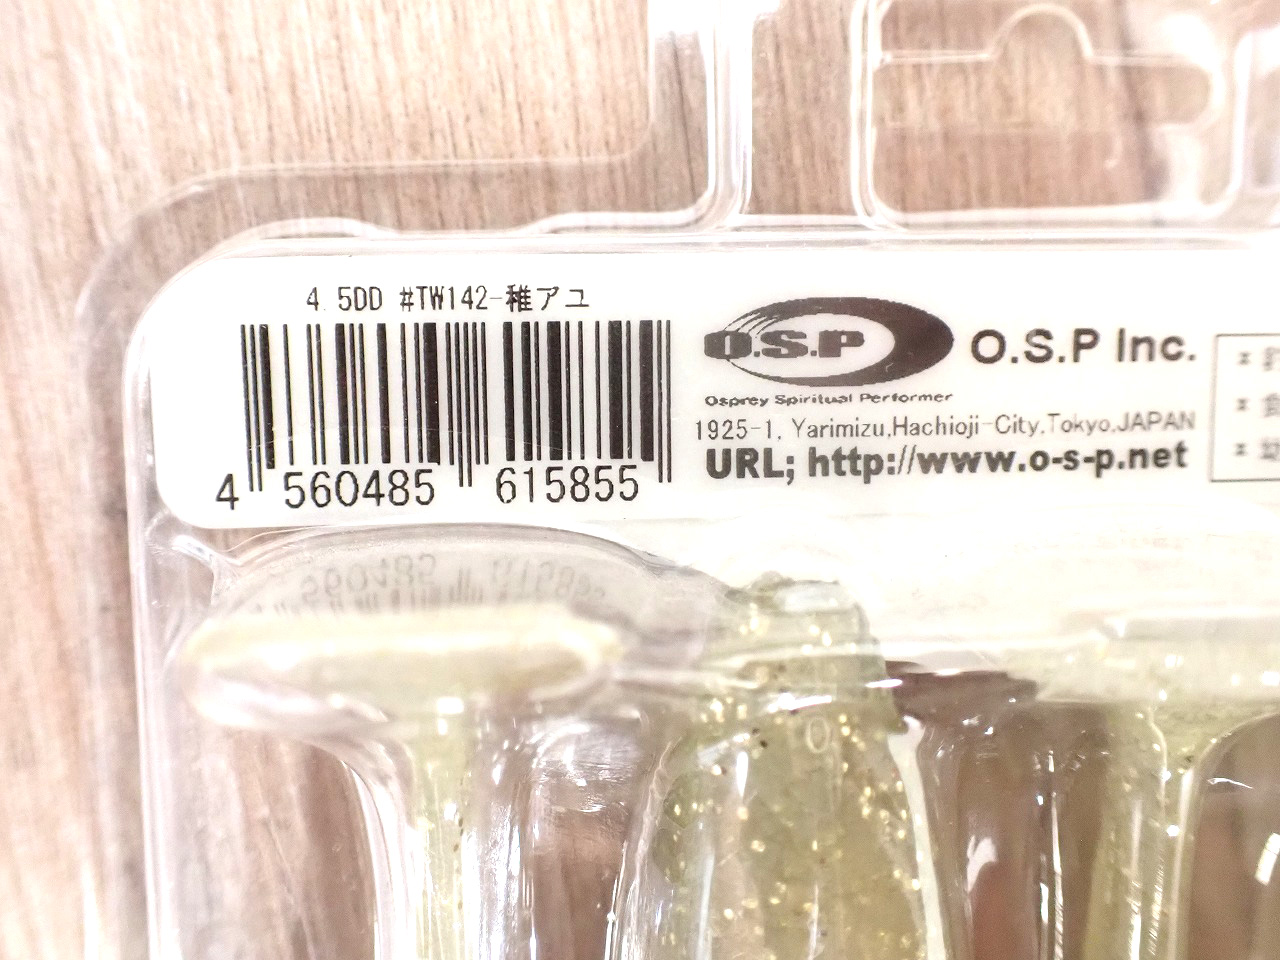 4.5DD #TW142-稚アユ
4 560485 615855
O.S.P
O.S.P Inc.
Osprey Spiritual Performer
1925-1, Yarimizu,Hachioji-City,Tokyo,JAPAN
URL; http://www.o-s-p.net